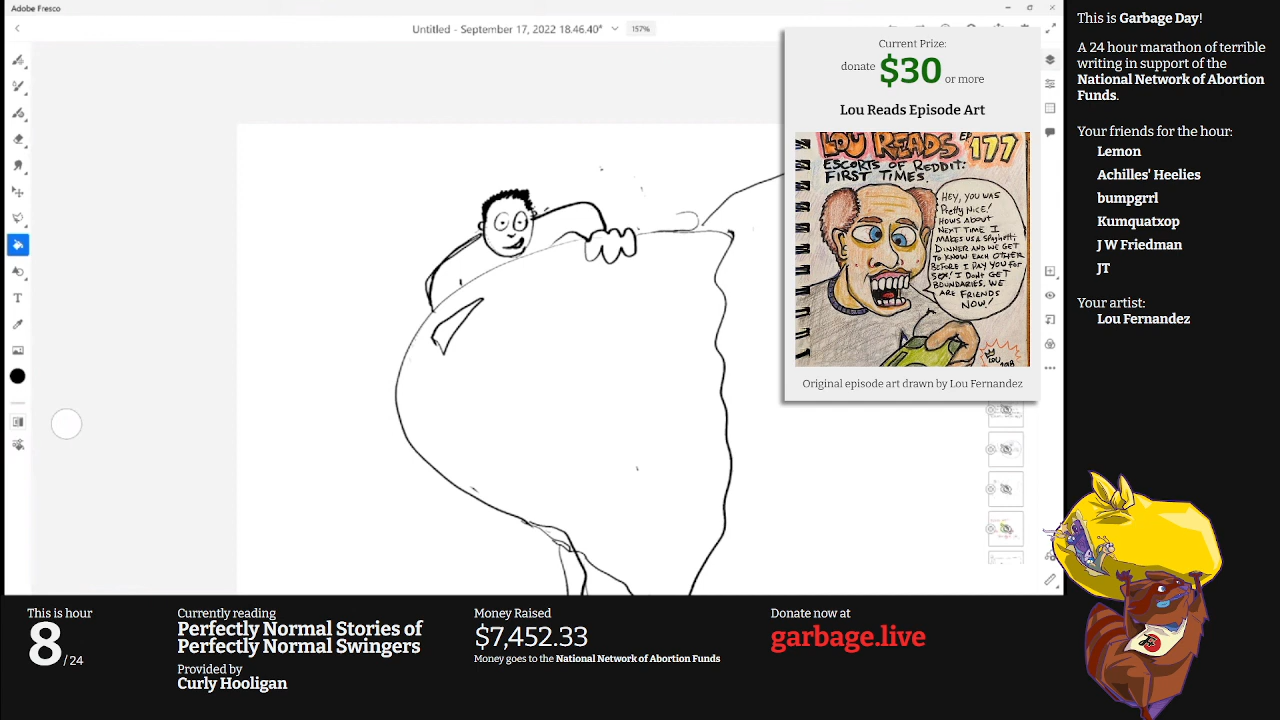 Adobe Fresco
Untitled - September 17, 2022 18.46.40*
157%
Current Prize:
donate $30 or more
Lou Reads Episode Art
LOU READS EP 177
ESCORTS OF REDDIT:
FIRST TIMES.
HEY, YOU WAS
PRETTY NICE!
HOWS ABOUT
NEXT TIME I
MAKES US A SPAGHETTI
DINNER AND WE GET
TO KNOW EACH OTHER
BEFORE I PAY YOU FOR
SEX! I DONT GET
BOUNDARIES. WE
ARE FRIENDS
NOW!
LOU
Original episode art drawn by Lou Fernandez
This is Garbage Day!
A 24 hour marathon of terrible
writing in support of the
National Network of Abortion
Funds.
Your friends for the hour:
Lemon
Achilles' Heelies
bumpgrrl
Kumquatxop
J W Friedman
JT
Your artist:
Lou Fernandez
This is hour
8/24
Currently reading
Perfectly Normal Stories of
Perfectly Normal Swingers
Provided by
Curly Hooligan
Money Raised
$7,452.33
Money goes to the National Network of Abortion Funds
Donate now at
garbage.live